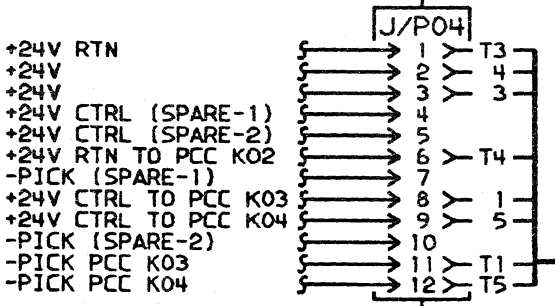 J/P04
+24V RTN 1 T3
+24V 2 4
+24V 3 3
+24V CTRL (SPARE-1) 4
+24V CTRL (SPARE-2) 5
+24V RTN TO PCC K02 6 T4
-PICK (SPARE-1) 7
+24V CTRL TO PCC K03 8 1
+24V CTRL TO PCC K04 9 5
-PICK (SPARE-2) 10
-PICK PCC K03 11 T1
-PICK PCC K04 12 T5